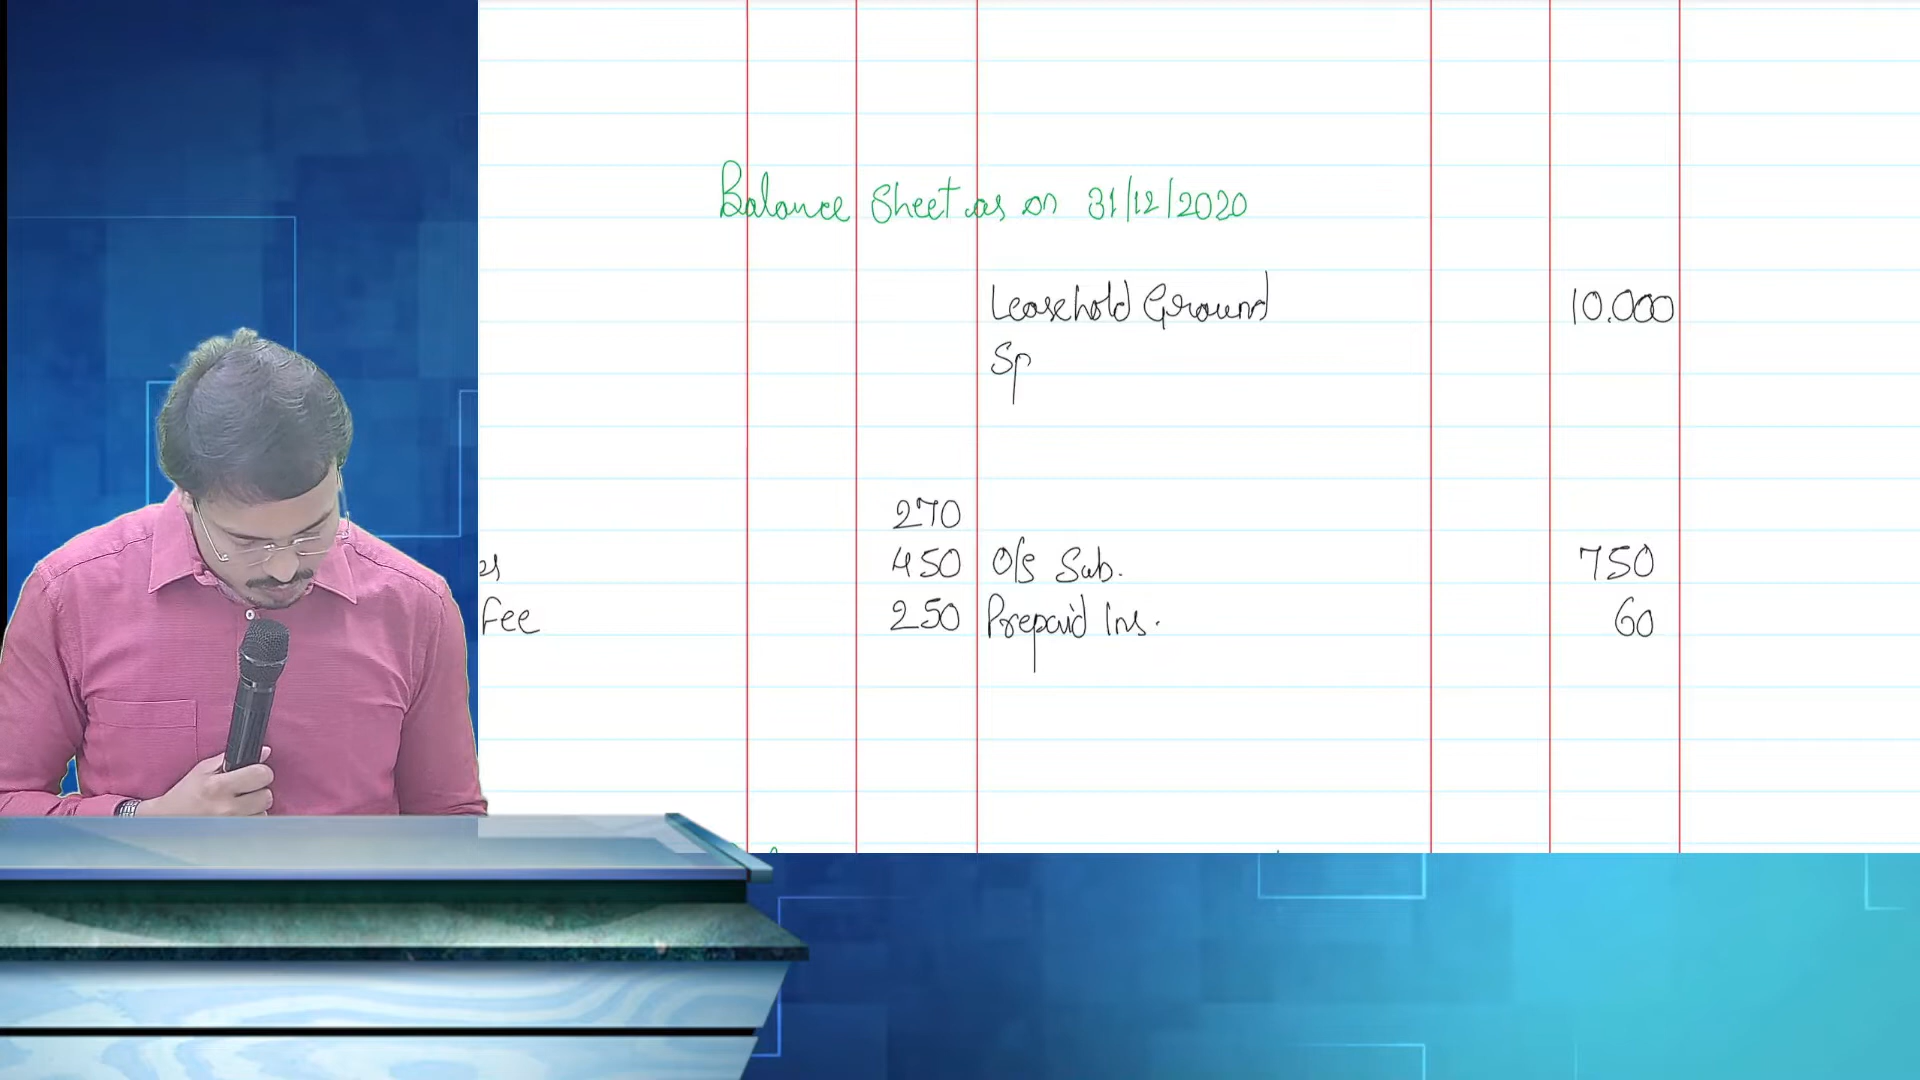 Balance Sheet as on 31/12/2020
Leasehold Ground 10.000
Sp
270
450 O/s Sub. 750
Fee 250 Prepaid Ins. 60